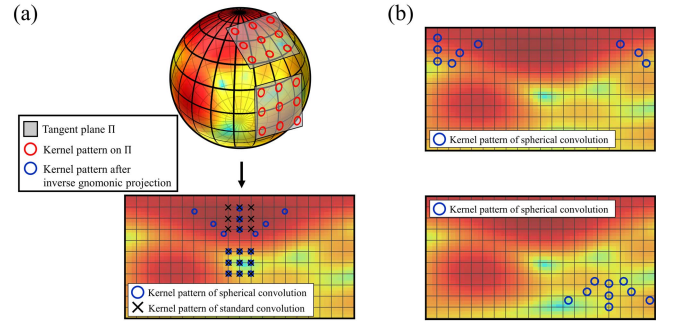 (a)
(b)
Tangent plane Π
Kernel pattern on Π
Kernel pattern after
inverse gnomonic projection
Kernel pattern of spherical convolution
Kernel pattern of standard convolution
Kernel pattern of spherical convolution
Kernel pattern of spherical convolution